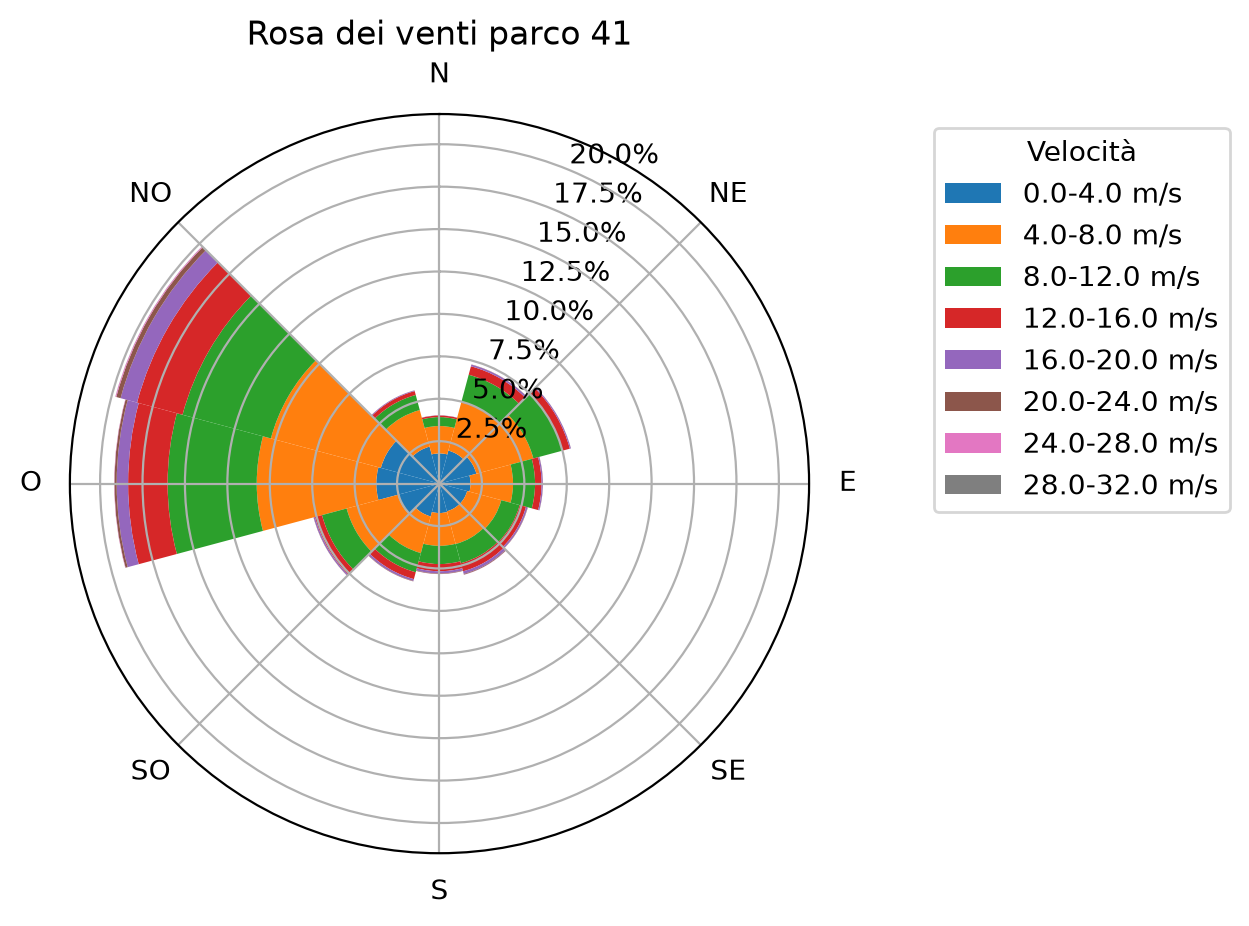 Rosa dei venti parco 41
N
NO
NE
O
E
SO
SE
S
20.0%
17.5%
15.0%
12.5%
10.0%
7.5%
5.0%
2.5%
Velocità
0.0-4.0 m/s
4.0-8.0 m/s
8.0-12.0 m/s
12.0-16.0 m/s
16.0-20.0 m/s
20.0-24.0 m/s
24.0-28.0 m/s
28.0-32.0 m/s